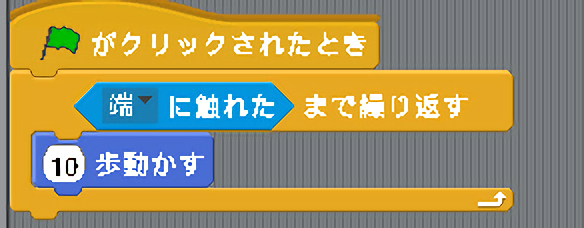 がクリックされたとき
端 に触れた まで繰り返す
10 歩動かす